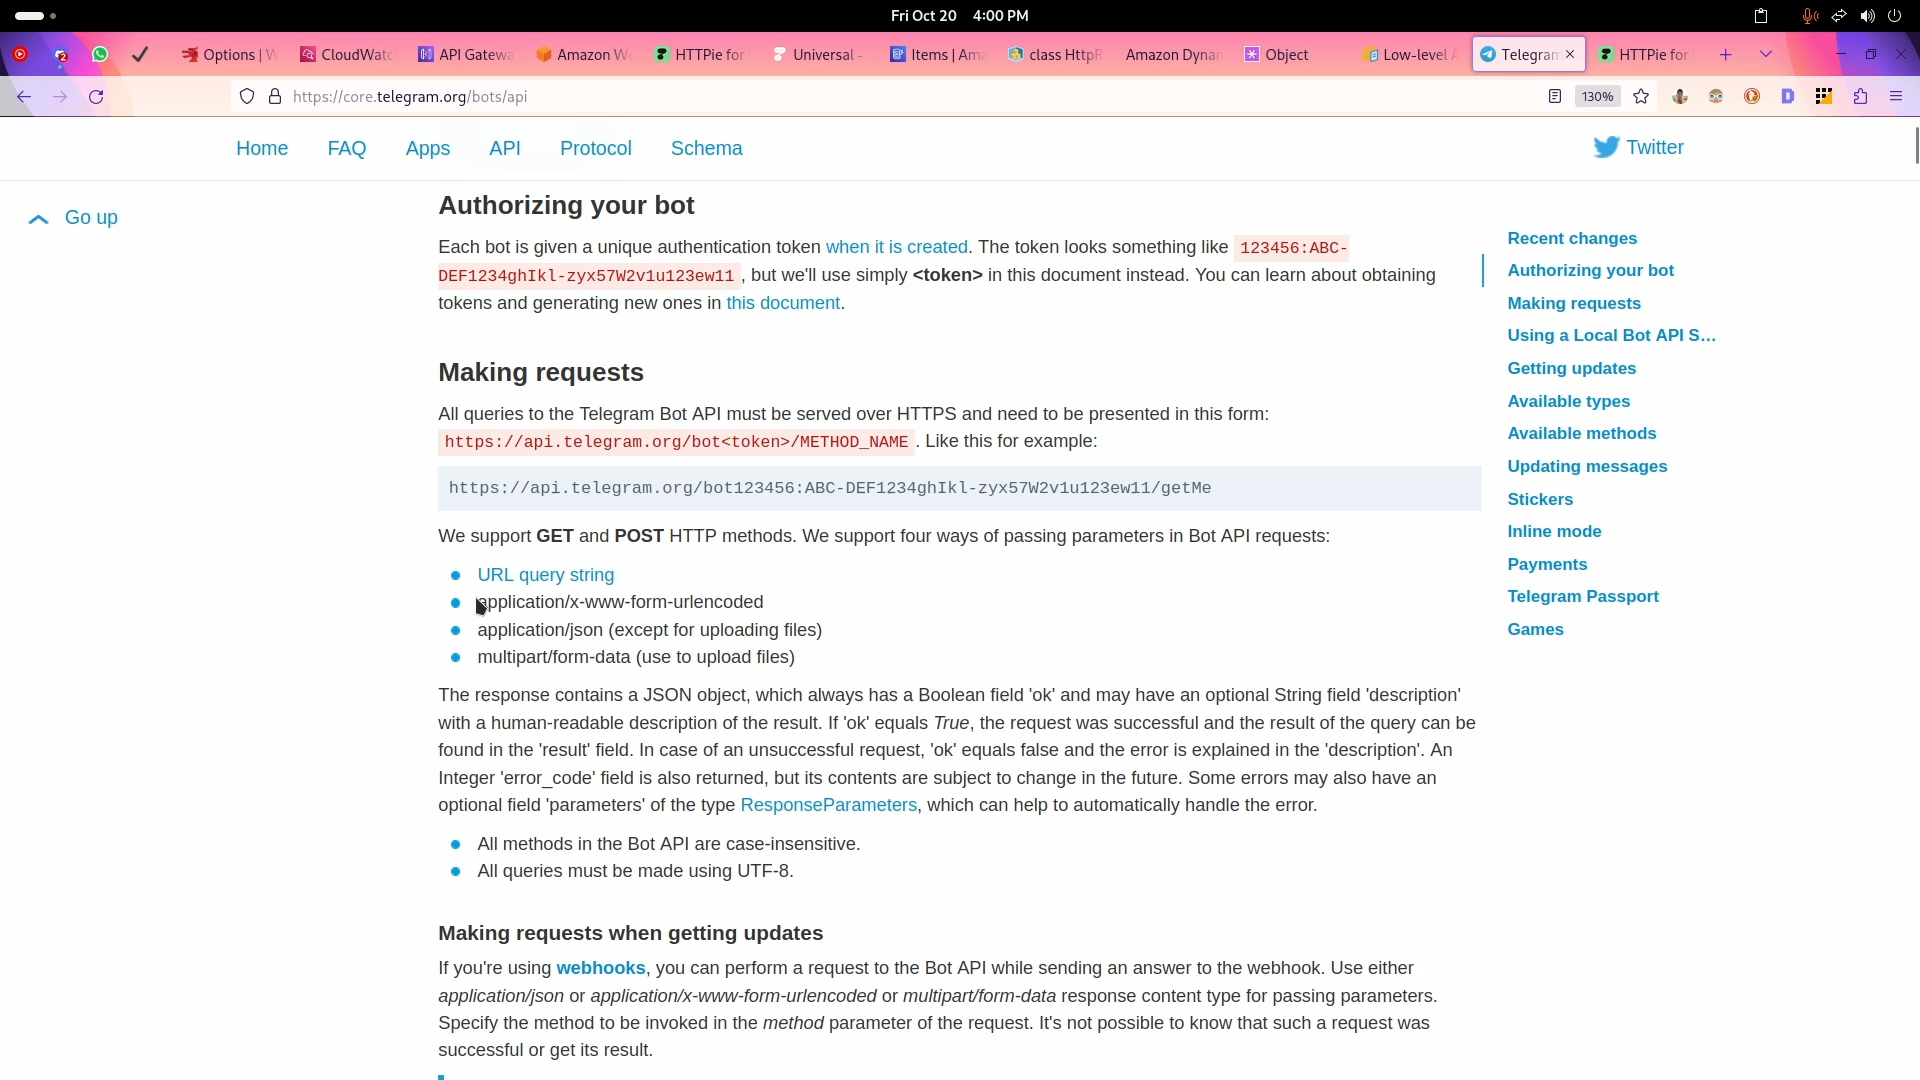 Fri Oct 20 4:00 PM
2
Options | W
CloudWatc
API Gatewa
Amazon We
HTTPie for
Universal -
Items | Ama
class HttpR
Amazon Dynam
Object
Low-level A
Telegram
HTTPie for
https://core.telegram.org/bots/api
130%
Home FAQ Apps API Protocol Schema Twitter
Go up
Authorizing your bot
Each bot is given a unique authentication token when it is created. The token looks something like 123456:ABC-
DEF1234ghIkl-zyx57W2v1u123ew11, but we'll use simply <token> in this document instead. You can learn about obtaining
tokens and generating new ones in this document.
Making requests
All queries to the Telegram Bot API must be served over HTTPS and need to be presented in this form:
https://api.telegram.org/bot<token>/METHOD_NAME. Like this for example:
https://api.telegram.org/bot123456:ABC-DEF1234ghIkl-zyx57W2v1u123ew11/getMe
We support GET and POST HTTP methods. We support four ways of passing parameters in Bot API requests:
URL query string
application/x-www-form-urlencoded
application/json (except for uploading files)
multipart/form-data (use to upload files)
The response contains a JSON object, which always has a Boolean field 'ok' and may have an optional String field 'description'
with a human-readable description of the result. If 'ok' equals True, the request was successful and the result of the query can be
found in the 'result' field. In case of an unsuccessful request, 'ok' equals false and the error is explained in the 'description'. An
Integer 'error_code' field is also returned, but its contents are subject to change in the future. Some errors may also have an
optional field 'parameters' of the type ResponseParameters, which can help to automatically handle the error.
All methods in the Bot API are case-insensitive.
All queries must be made using UTF-8.
Making requests when getting updates
If you're using webhooks, you can perform a request to the Bot API while sending an answer to the webhook. Use either
application/json or application/x-www-form-urlencoded or multipart/form-data response content type for passing parameters.
Specify the method to be invoked in the method parameter of the request. It's not possible to know that such a request was
successful or get its result.
Recent changes
Authorizing your bot
Making requests
Using a Local Bot API S...
Getting updates
Available types
Available methods
Updating messages
Stickers
Inline mode
Payments
Telegram Passport
Games